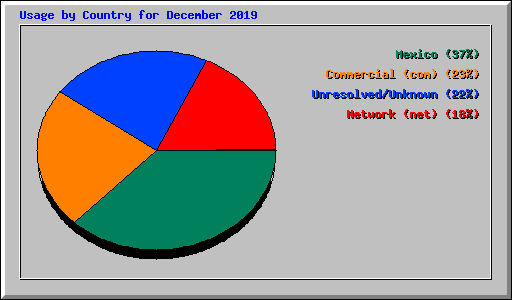 Usage by Country for December 2019
Mexico (37%)
Commercial (com) (23%)
Unresolved/Unknown (22%)
Network (net) (18%)